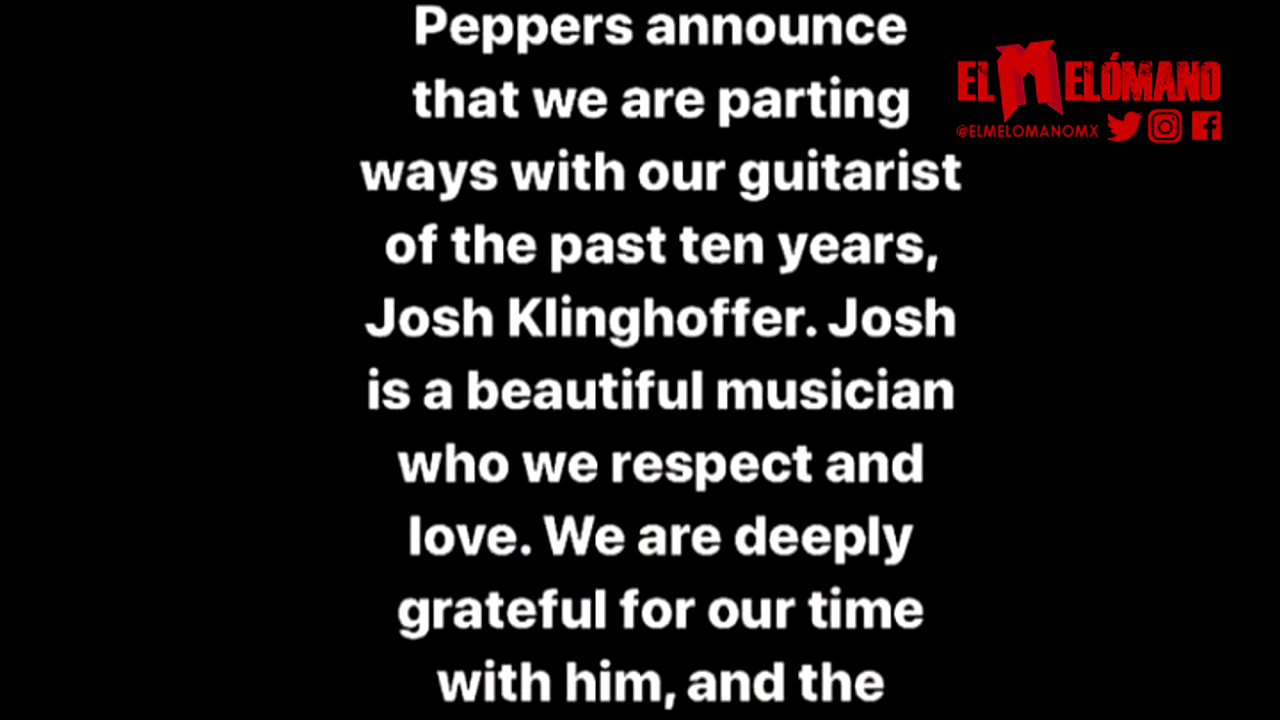 Peppers announce
that we are parting
ways with our guitarist
of the past ten years,
Josh Klinghoffer. Josh
is a beautiful musician
who we respect and
love. We are deeply
grateful for our time
with him, and the
EL MELÓMANO
@ELMELOMANOMX